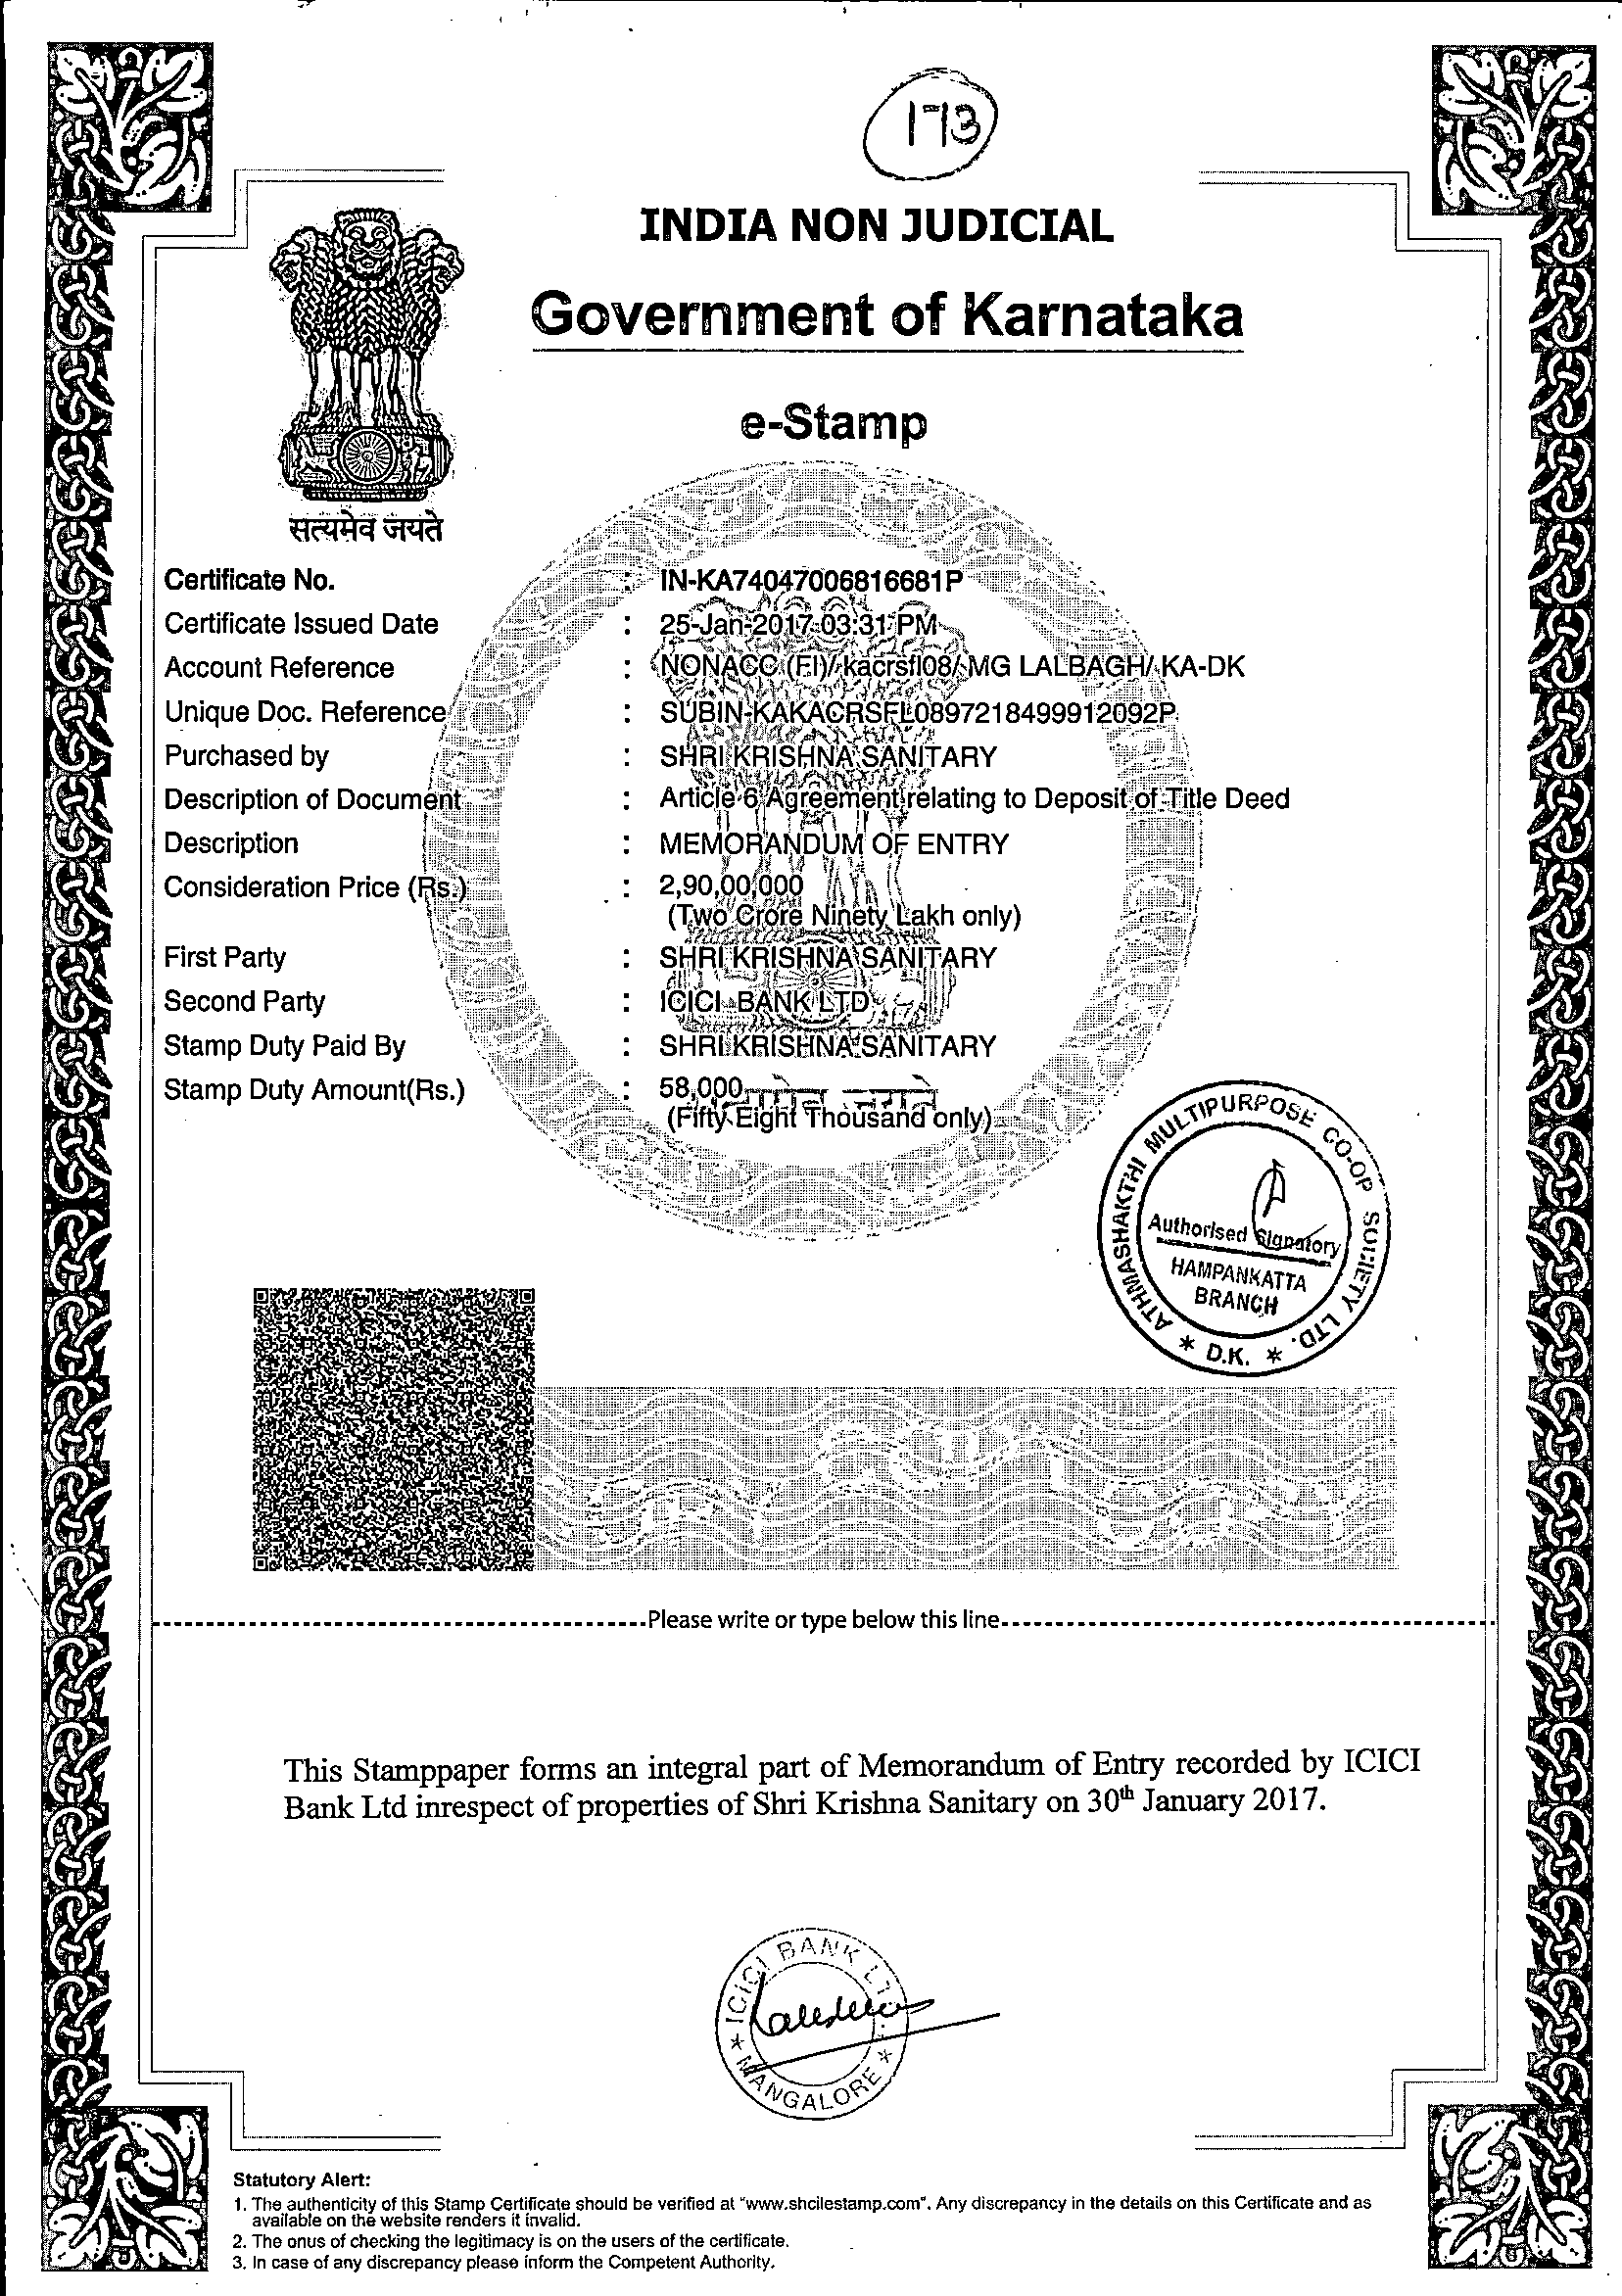 173
INDIA NON JUDICIAL
Government of Karnataka
e-Stamp
सत्यमेव जयते
Certificate No. : IN-KA74047006816681P
Certificate Issued Date : 25-Jan-2017 03:31 PM
Account Reference : NONACC (FI)/ kacrsfl08/ MG LALBAGH/ KA-DK
Unique Doc. Reference : SUBIN-KAKACRSFL0897218499912092P
Purchased by : SHRI KRISHNA SANITARY
Description of Document : Article 6 Agreement relating to Deposit of Title Deed
Description : MEMORANDUM OF ENTRY
Consideration Price (Rs.) : 2,90,00,000
(Two Crore Ninety Lakh only)
First Party : SHRI KRISHNA SANITARY
Second Party : ICICI BANK LTD
Stamp Duty Paid By : SHRI KRISHNA SANITARY
Stamp Duty Amount(Rs.) : 58,000
(Fifty Eight Thousand only)
ATHMASHAKTHI MULTIPURPOSE CO-OP SOCIETY LTD.
* D.K. *
Authorised Signatory
HAMPANKATTA
BRANCH
Please write or type below this line
This Stamppaper forms an integral part of Memorandum of Entry recorded by ICICI
Bank Ltd inrespect of properties of Shri Krishna Sanitary on 30th January 2017.
ICICI BANK LTD.
* MANGALORE *
Statutory Alert:
1. The authenticity of this Stamp Certificate should be verified at "www.shcilestamp.com". Any discrepancy in the details on this Certificate and as
available on the website renders it invalid.
2. The onus of checking the legitimacy is on the users of the certificate.
3. In case of any discrepancy please inform the Competent Authority.